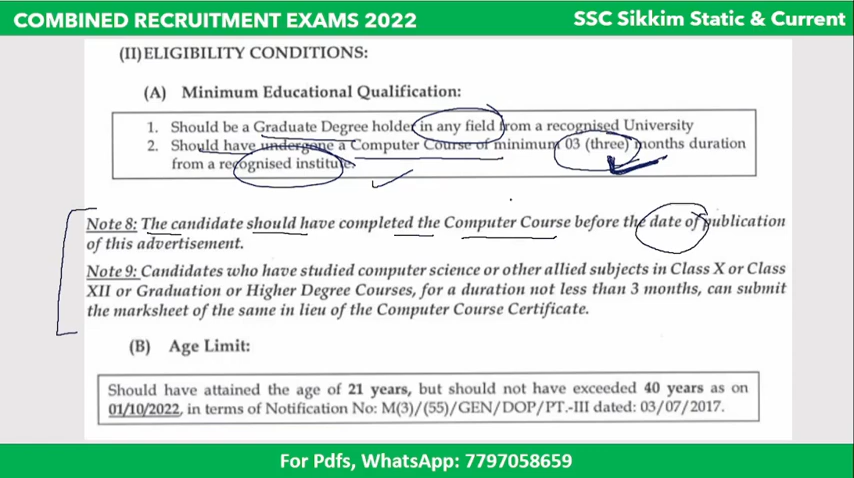 COMBINED RECRUITMENT EXAMS 2022
SSC Sikkim Static & Current
(II) ELIGIBILITY CONDITIONS:
(A) Minimum Educational Qualification:
1. Should be a Graduate Degree holder in any field from a recognised University
2. Should have undergone a Computer Course of minimum 03 (three) months duration
from a recognised institute.
Note 8: The candidate should have completed the Computer Course before the date of publication
of this advertisement.
Note 9: Candidates who have studied computer science or other allied subjects in Class X or Class
XII or Graduation or Higher Degree Courses, for a duration not less than 3 months, can submit
the marksheet of the same in lieu of the Computer Course Certificate.
(B) Age Limit:
Should have attained the age of 21 years, but should not have exceeded 40 years as on
01/10/2022, in terms of Notification No: M(3)/(55)/GEN/DOP/PT.-III dated: 03/07/2017.
For Pdfs, WhatsApp: 7797058659